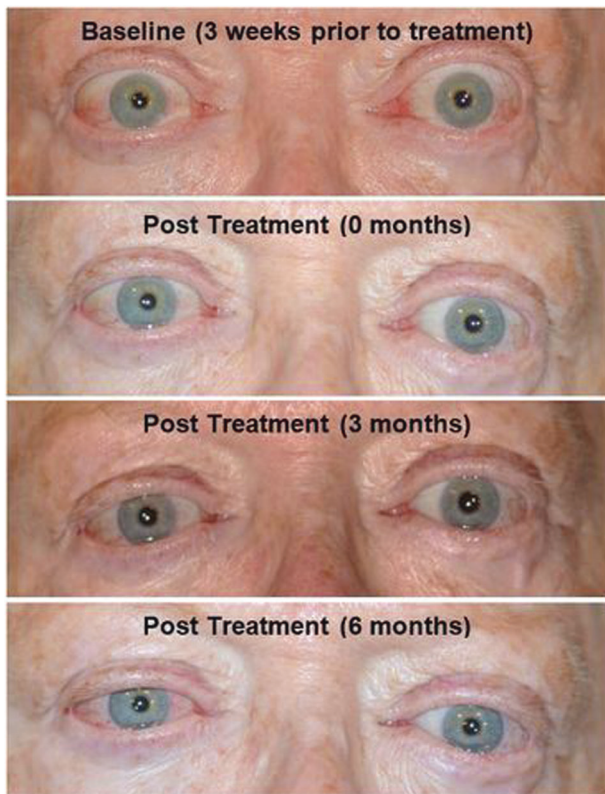 Baseline (3 weeks prior to treatment)
Post Treatment (0 months)
Post Treatment (3 months)
Post Treatment (6 months)